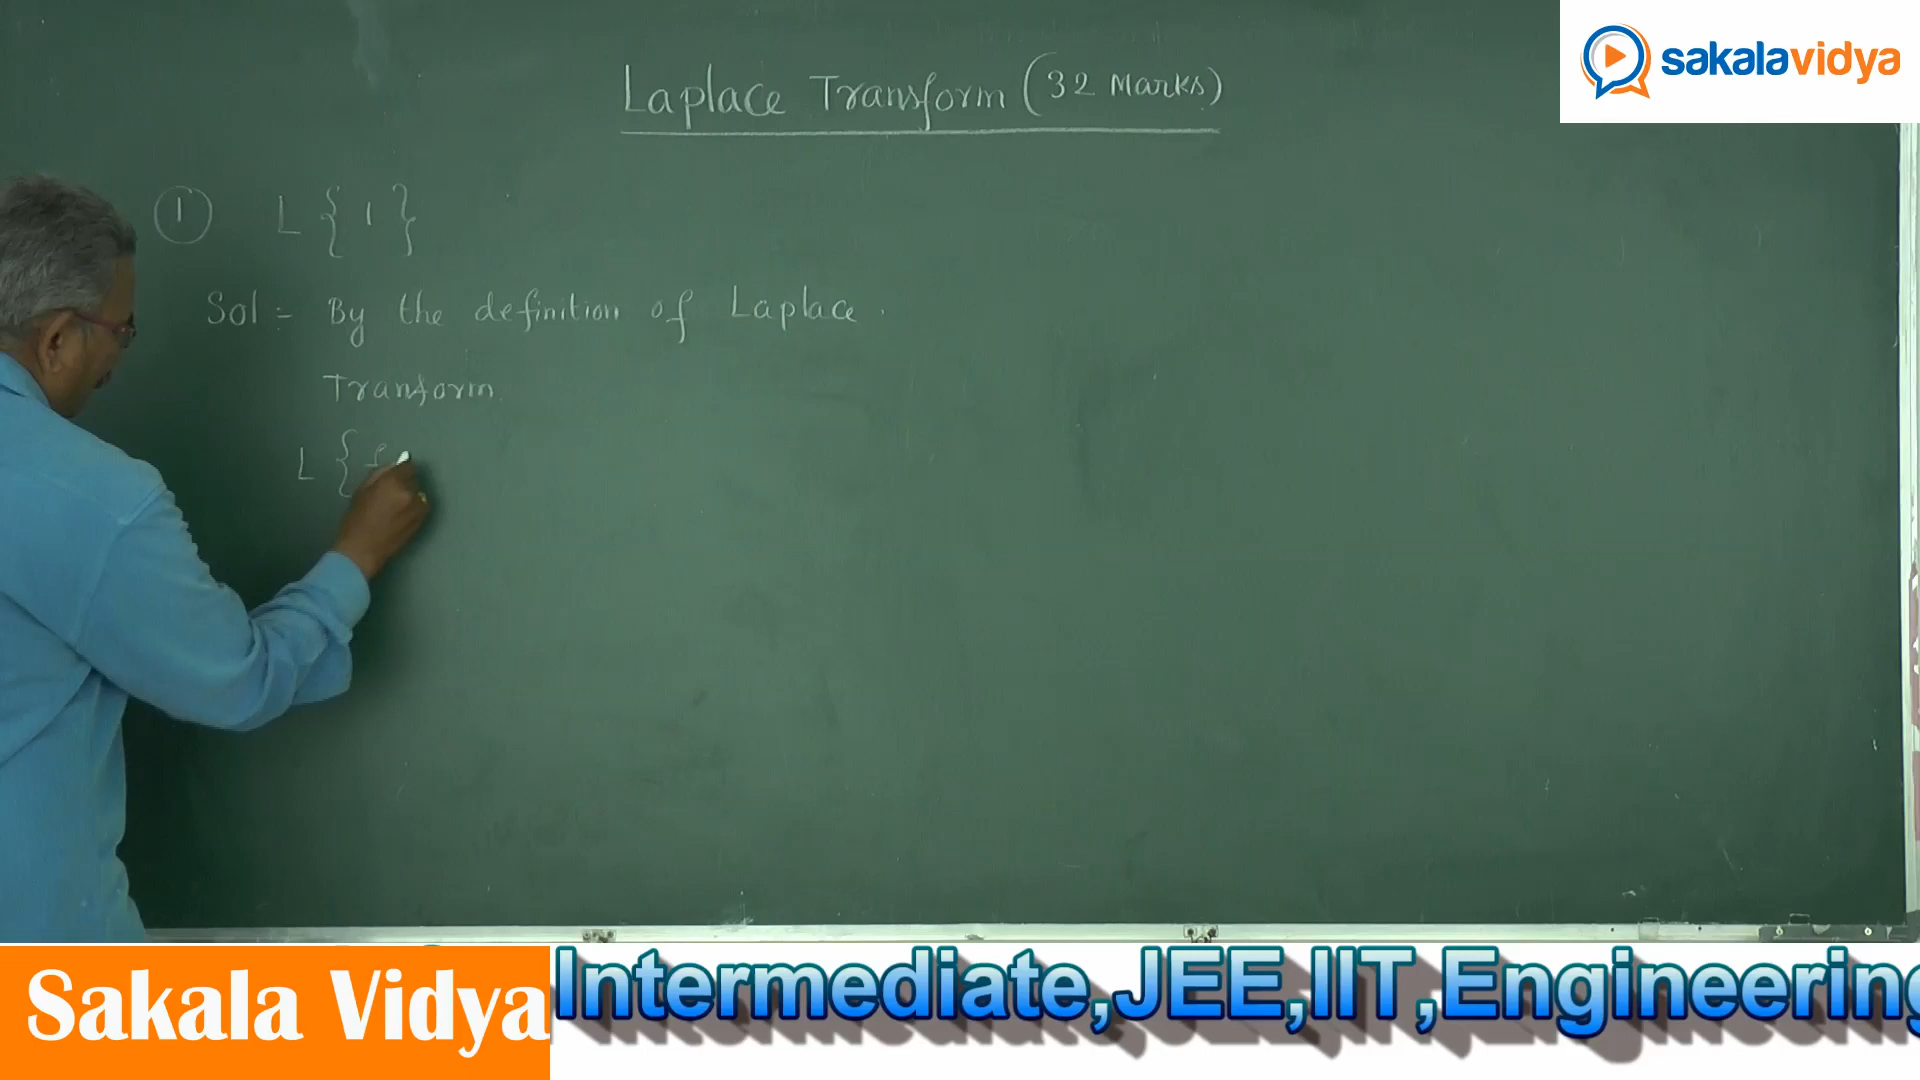 sakalavidya
Laplace Transform (32 Marks)
1 L { 1 }
Sol = By the definition of Laplace
Transform
L { f
Sakala Vidya
Intermediate,JEE,IIT,Engineering